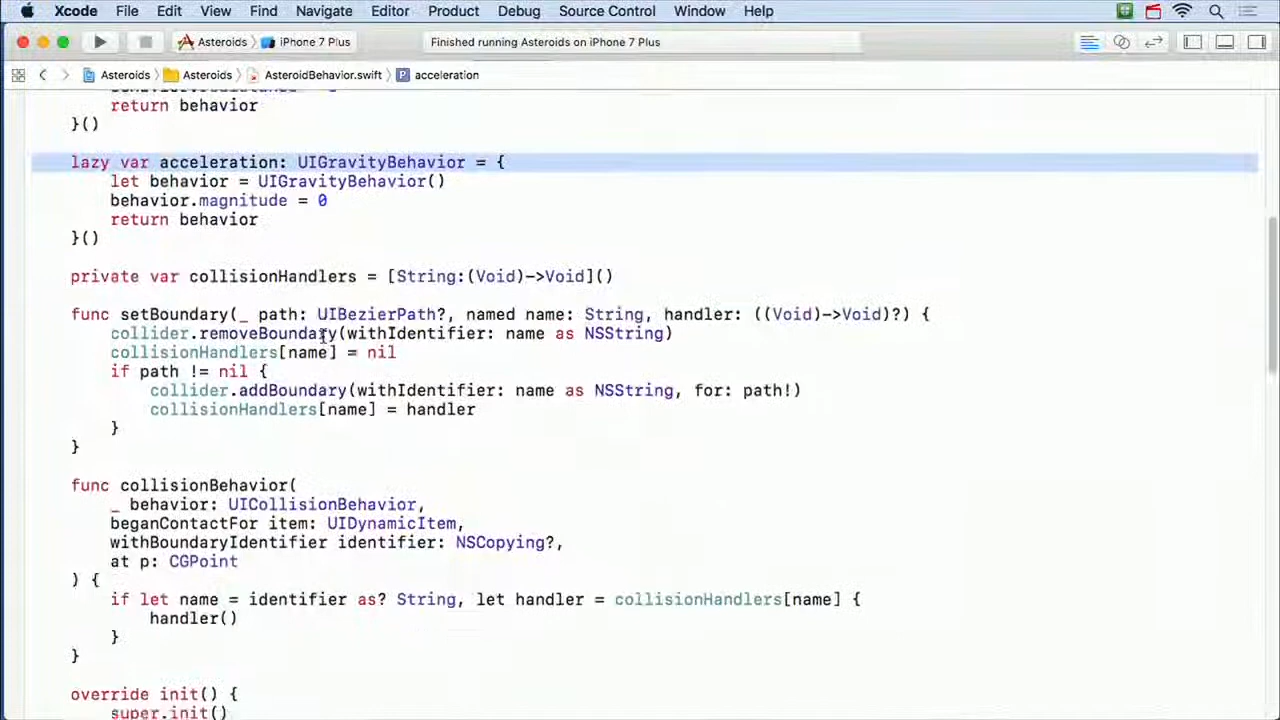 Xcode File Edit View Find Navigate Editor Product Debug Source Control Window Help
Asteroids iPhone 7 Plus Finished running Asteroids on iPhone 7 Plus
Asteroids Asteroids AsteroidBehavior.swift P acceleration
return behavior
}()
lazy var acceleration: UIGravityBehavior = {
let behavior = UIGravityBehavior()
behavior.magnitude = 0
return behavior
}()
private var collisionHandlers = [String:(Void)->Void]()
func setBoundary(_ path: UIBezierPath?, named name: String, handler: ((Void)->Void)?) {
collider.removeBoundary(withIdentifier: name as NSString)
collisionHandlers[name] = nil
if path != nil {
collider.addBoundary(withIdentifier: name as NSString, for: path!)
collisionHandlers[name] = handler
}
}
func collisionBehavior(
_ behavior: UICollisionBehavior,
beganContactFor item: UIDynamicItem,
withBoundaryIdentifier identifier: NSCopying?,
at p: CGPoint
) {
if let name = identifier as? String, let handler = collisionHandlers[name] {
handler()
}
}
override init() {
super.init()